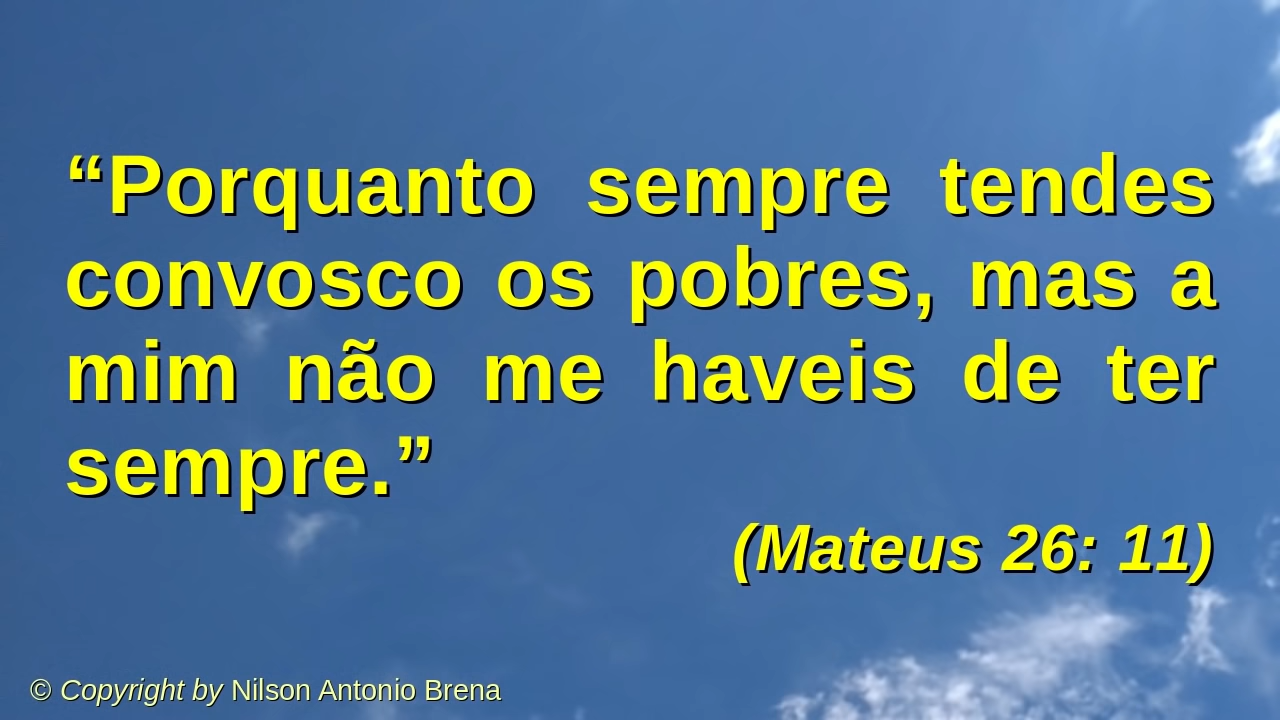 “Porquanto sempre tendes
convosco os pobres, mas a
mim não me haveis de ter
sempre.”
(Mateus 26: 11)
© Copyright by Nilson Antonio Brena